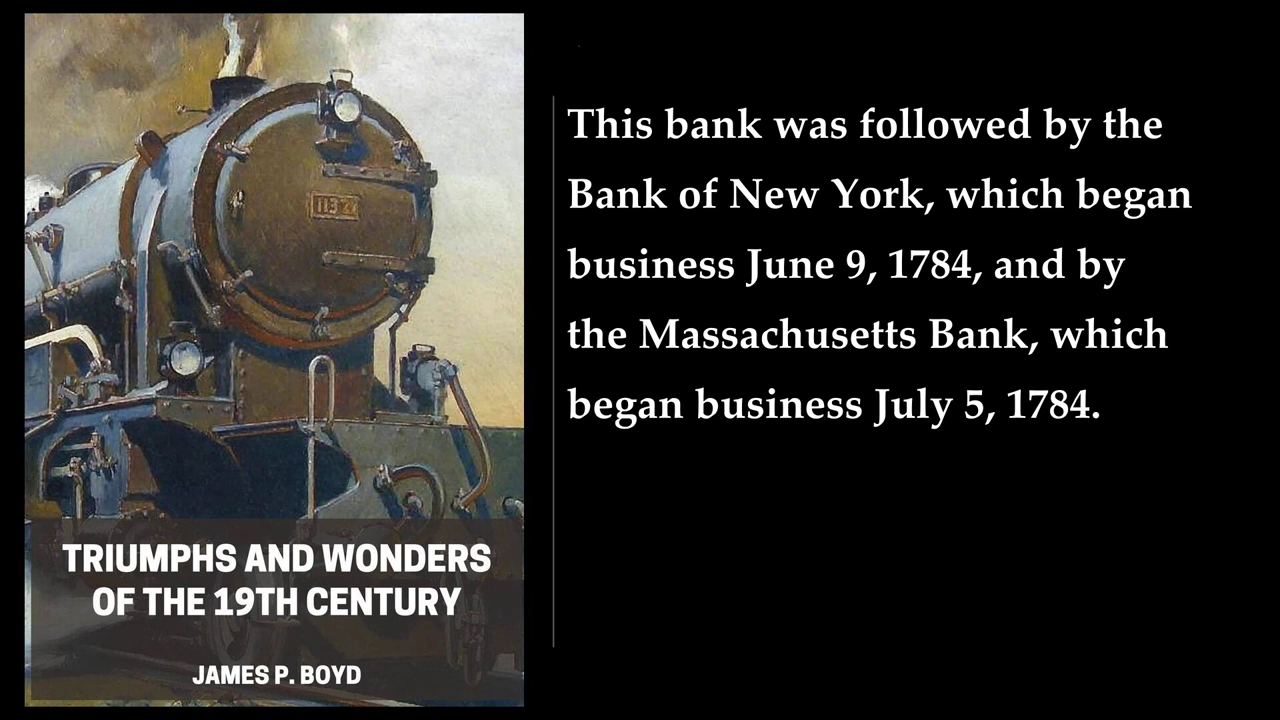 This bank was followed by the
Bank of New York, which began
business June 9, 1784, and by
the Massachusetts Bank, which
began business July 5, 1784.
TRIUMPHS AND WONDERS
OF THE 19TH CENTURY
JAMES P. BOYD